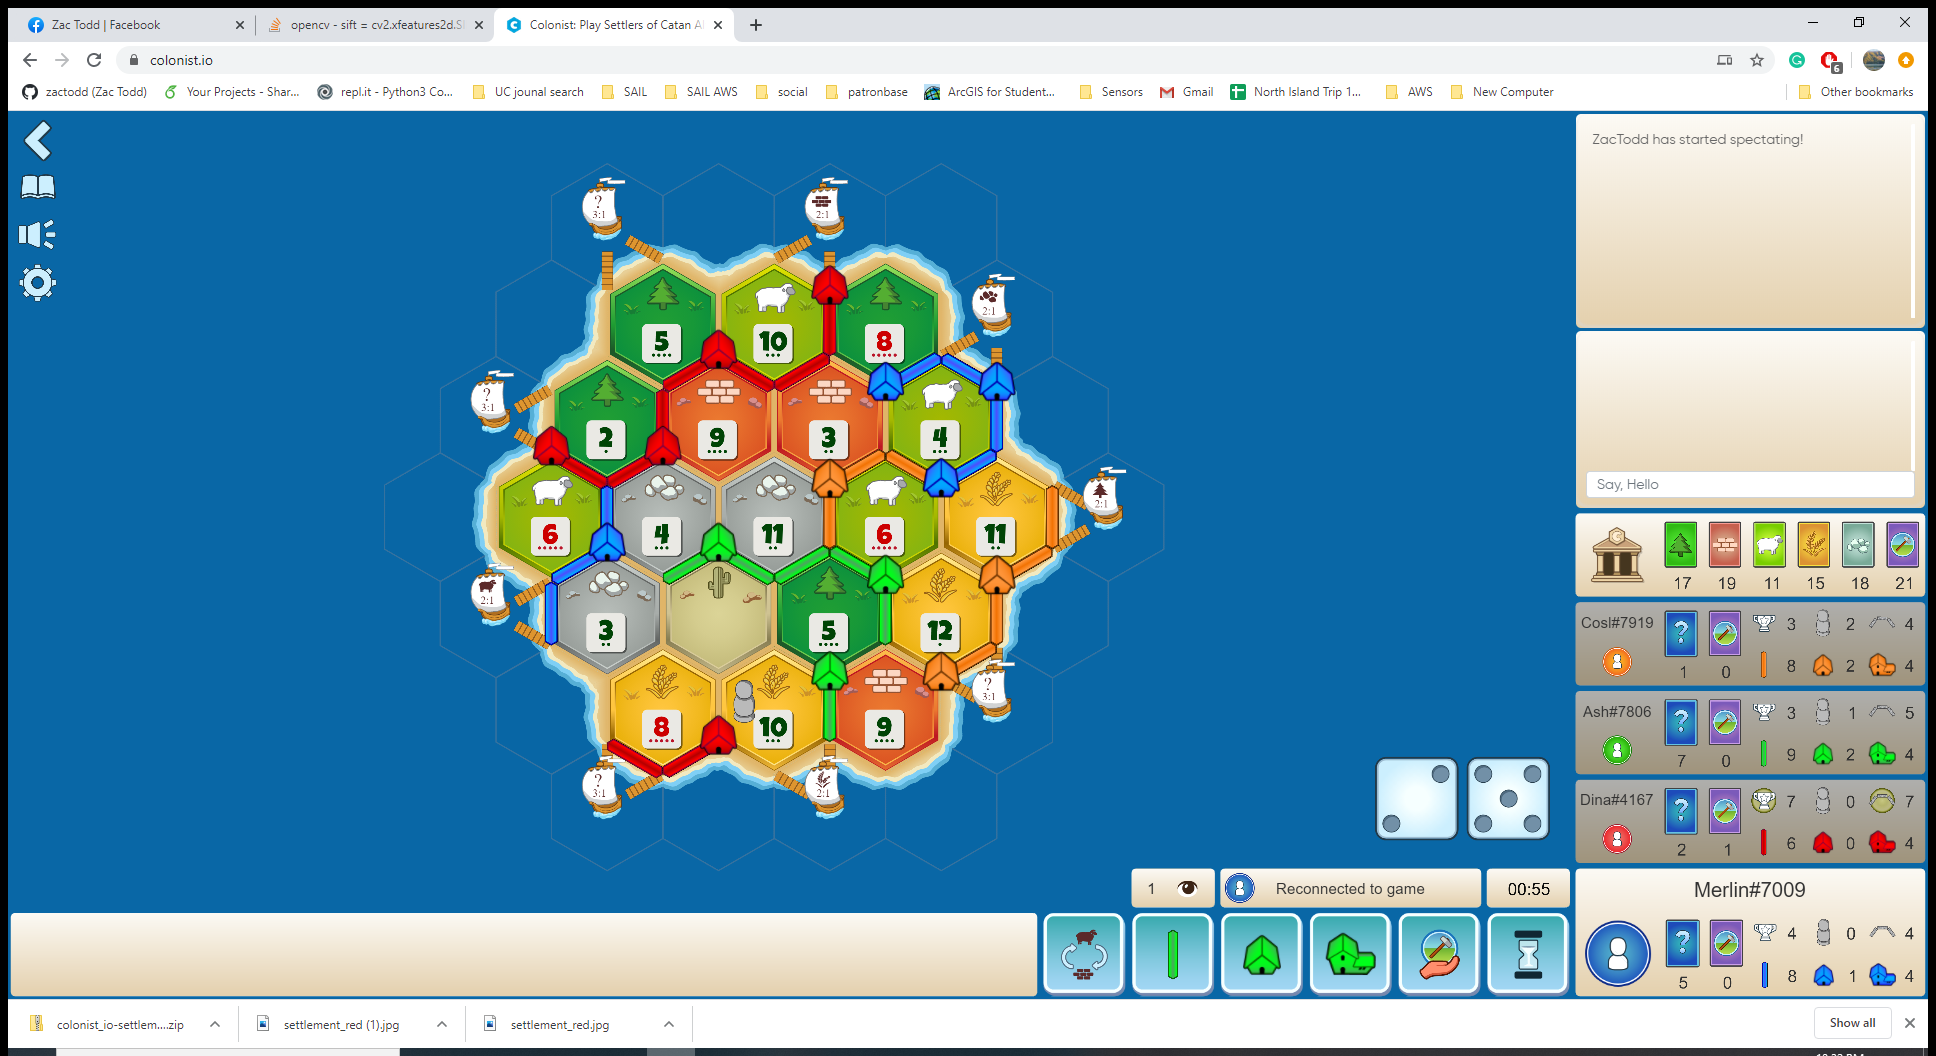 Zac Todd | Facebook
opencv - sift = cv2.xfeatures2d.S
Colonist: Play Settlers of Catan A
colonist.io
6
zactodd (Zac Todd)
Your Projects - Shar...
repl.it - Python3 Co...
UC jounal search
SAIL
SAIL AWS
social
patronbase
ArcGIS for Student...
Sensors
Gmail
North Island Trip 1...
AWS
New Computer
Other bookmarks
ZacTodd has started spectating!
? 3:1
2:1
2:1
5 10 8
? 3:1
2 9 3 4
2:1
Say, Hello
6 4 11 6 11
17 19 11 15 18 21
2:1
3 5 12
Cosl#7919
? 3 2 4
1 0 8 2 4
? 3:1
8 10 9
Ash#7806
? 3 1 5
7 0 9 2 4
? 3:1
2:1
Dina#4167
? 7 0 7
2 1 6 0 4
1
Reconnected to game
00:55
Merlin#7009
? 4 0 4
5 0 8 1 4
colonist_io-settlem....zip
settlement_red (1).jpg
settlement_red.jpg
Show all